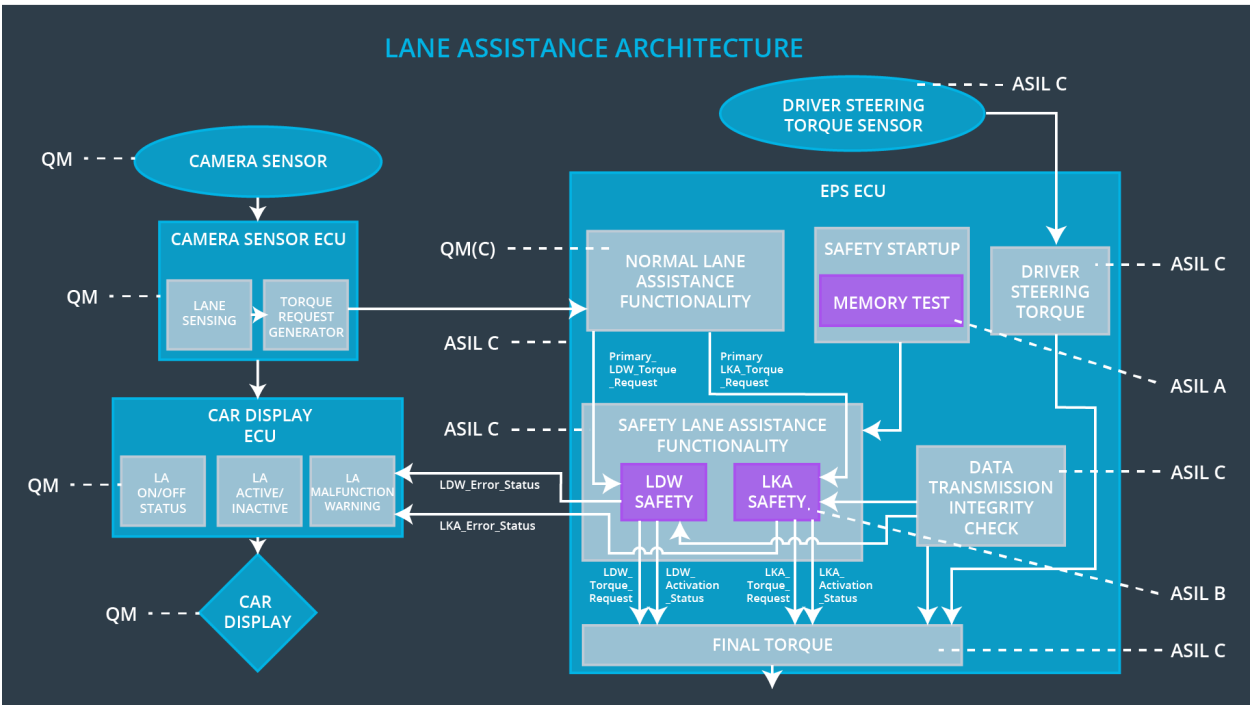 LANE ASSISTANCE ARCHITECTURE
ASIL C
DRIVER STEERING
TORQUE SENSOR
QM
CAMERA SENSOR
EPS ECU
CAMERA SENSOR ECU
QM(C)
NORMAL LANE
ASSISTANCE
FUNCTIONALITY
SAFETY STARTUP
MEMORY TEST
DRIVER
STEERING
TORQUE
ASIL C
QM
LANE
SENSING
TORQUE
REQUEST
GENERATOR
ASIL C
Primary_
LDW_Torque
_Request
Primary
LKA_Torque
_Request
ASIL A
CAR DISPLAY
ECU
ASIL C
SAFETY LANE ASSISTANCE
FUNCTIONALITY
QM
LA
ON/OFF
STATUS
LA
ACTIVE/
INACTIVE
LA
MALFUNCTION
WARNING
LDW_Error_Status
LKA_Error_Status
LDW
SAFETY
LKA
SAFETY
DATA
TRANSMISSION
INTEGRITY
CHECK
ASIL C
LDW_
Torque_
Request
LDW_
Activation
_Status
LKA_
Torque_
Request
LKA_
Activation
_Status
ASIL B
QM
CAR
DISPLAY
FINAL TORQUE
ASIL C